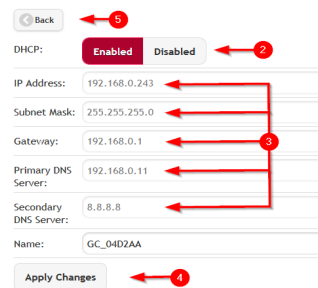 Back
5
DHCP:
Enabled Disabled
2
IP Address: 192.168.0.243
Subnet Mask: 255.255.255.0
Gateway: 192.168.0.1
3
Primary DNS
Server:
192.168.0.11
Secondary
DNS Server:
8.8.8.8
Name: GC_04D2AA
Apply Changes
4